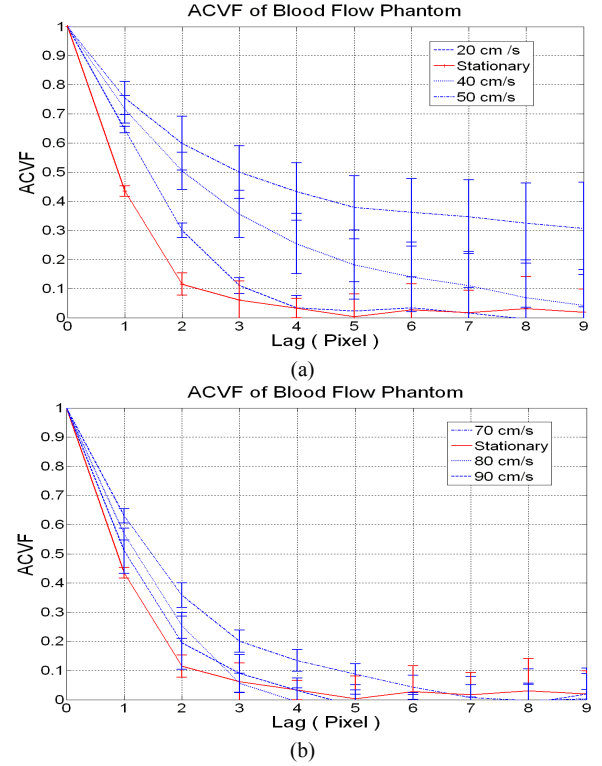 ACVF of Blood Flow Phantom
1
0.9
0.8
0.7
0.6
0.5
0.4
0.3
0.2
0.1
0
ACVF
20 cm /s
Stationary
40 cm/s
50 cm/s
0 1 2 3 4 5 6 7 8 9
Lag ( Pixel )
(a)
ACVF of Blood Flow Phantom
1
0.9
0.8
0.7
0.6
0.5
0.4
0.3
0.2
0.1
0
ACVF
70 cm/s
Stationary
80 cm/s
90 cm/s
0 1 2 3 4 5 6 7 8 9
Lag ( Pixel )
(b)